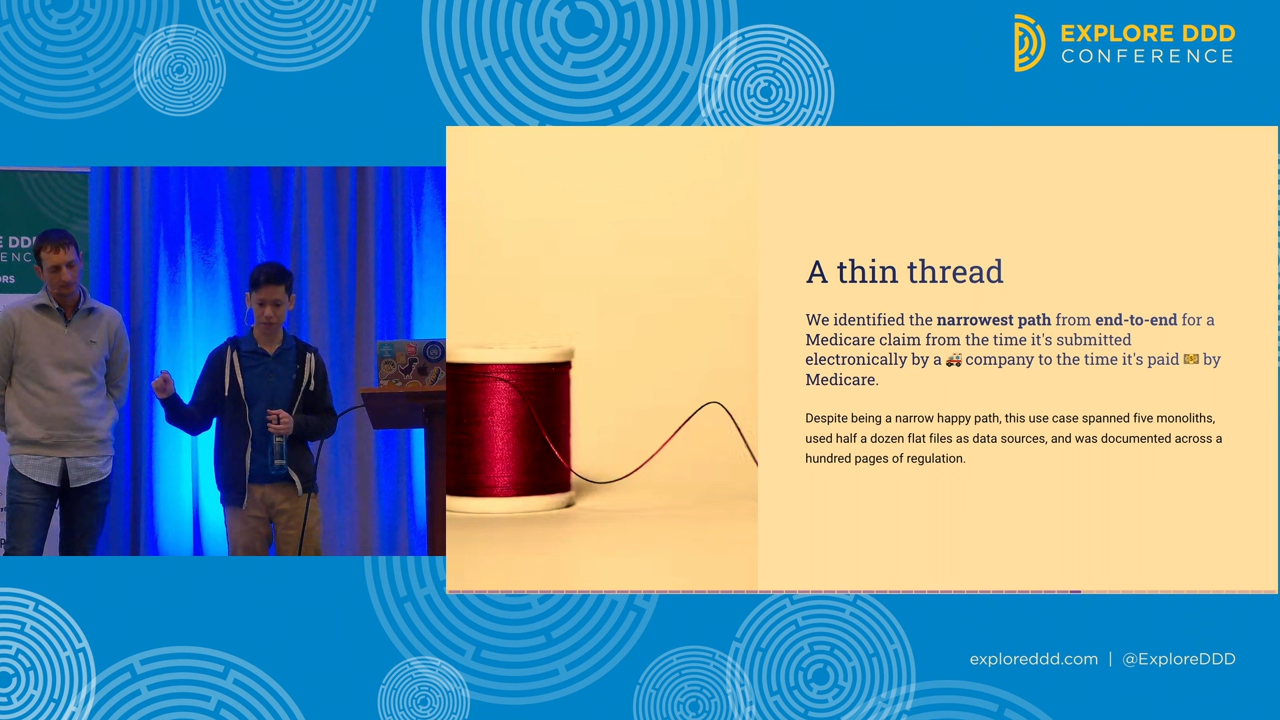 EXPLORE DDD
CONFERENCE
E DDD
ENC
ORS
A thin thread
We identified the narrowest path from end-to-end for a
Medicare claim from the time it's submitted
electronically by a 🚑 company to the time it's paid 💵 by
Medicare.
Despite being a narrow happy path, this use case spanned five monoliths,
used half a dozen flat files as data sources, and was documented across a
hundred pages of regulation.
exploreddd.com | @ExploreDDD